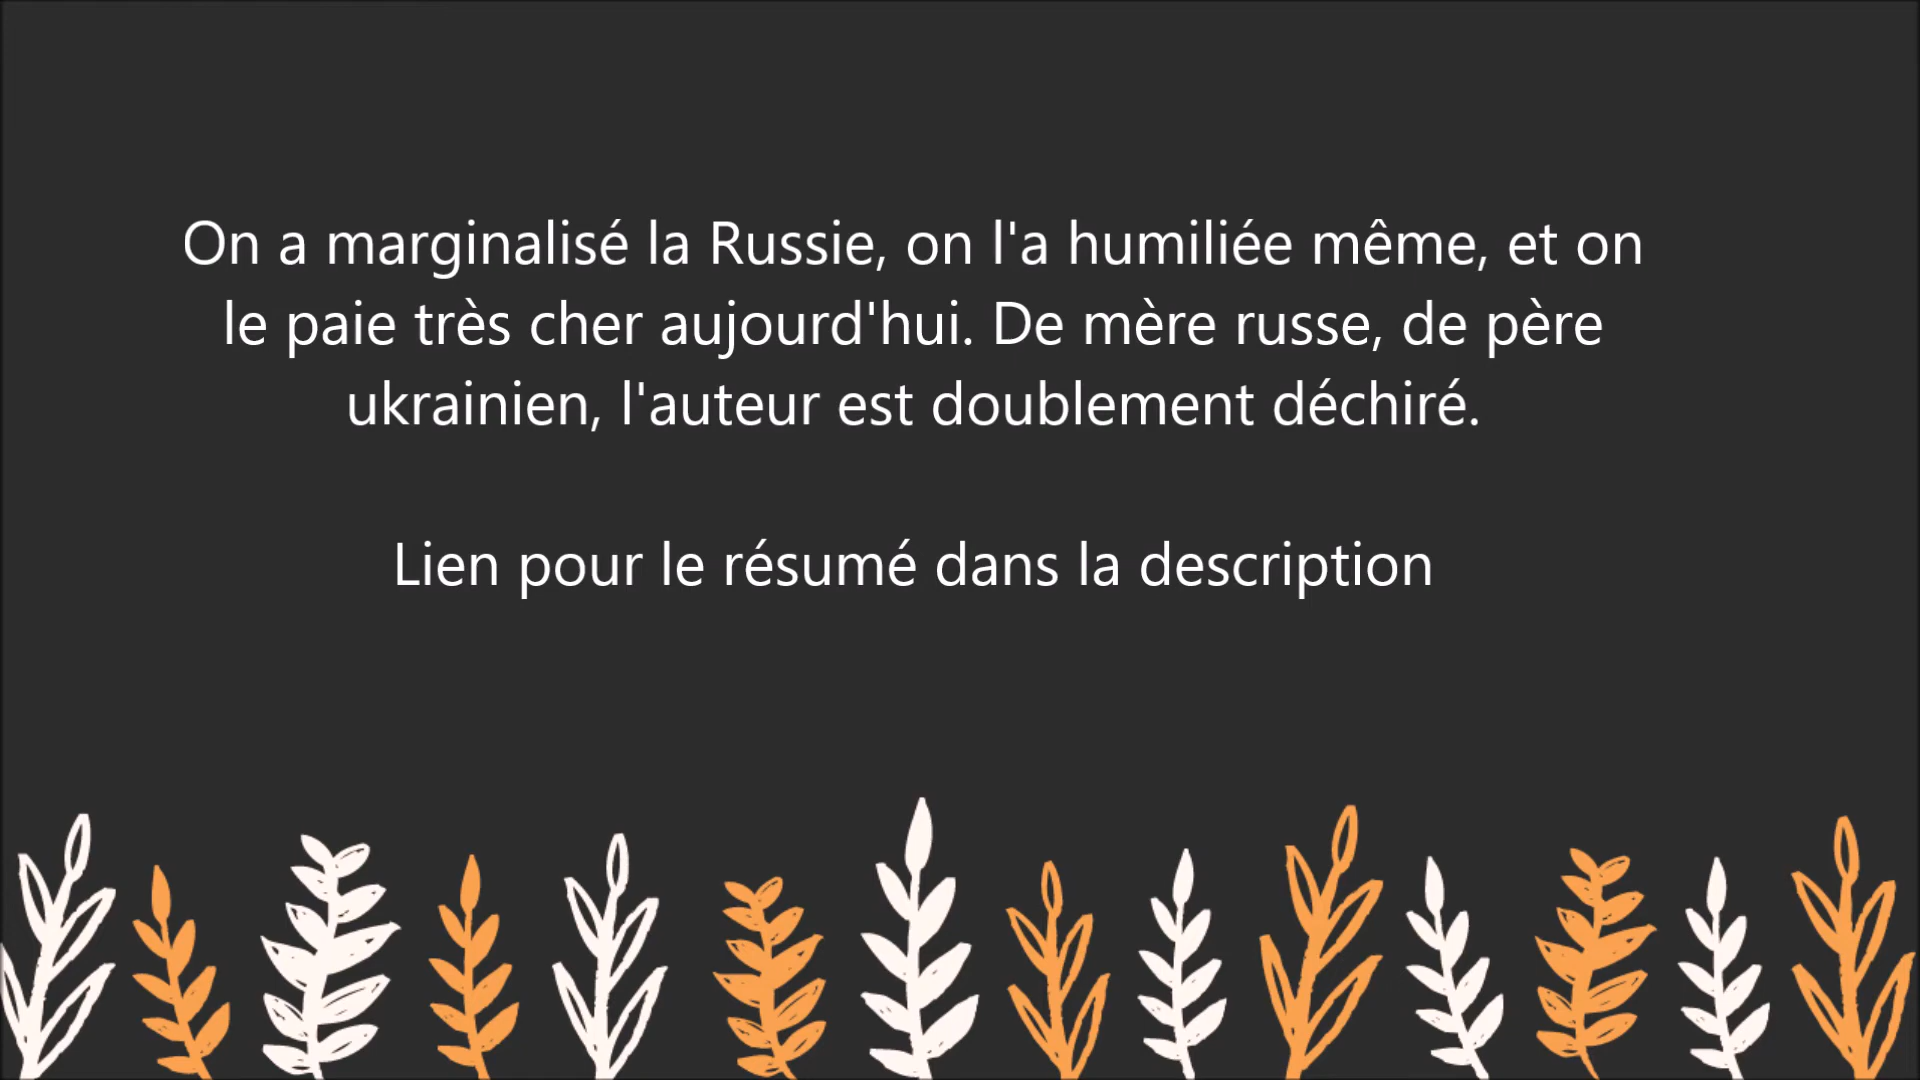 On a marginalisé la Russie, on l'a humiliée même, et on
le paie très cher aujourd'hui. De mère russe, de père
ukrainien, l'auteur est doublement déchiré.
Lien pour le résumé dans la description